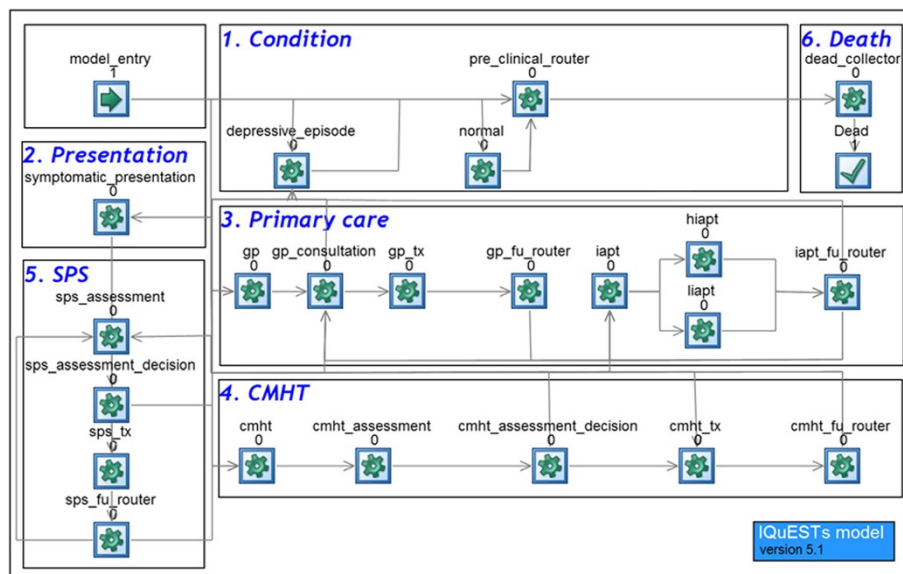 model_entry
1
1. Condition
pre_clinical_router
0
depressive_episode
0
normal
0
6. Death
dead_collector
0
Dead
1
2. Presentation
symptomatic_presentation
0
3. Primary care
gp
0
gp_consultation
0
gp_tx
0
gp_fu_router
0
iapt
0
hiapt
0
liapt
0
iapt_fu_router
0
5. SPS
sps_assessment
0
sps_assessment_decision
0
sps_tx
0
sps_fu_router
0
4. CMHT
cmht
0
cmht_assessment
0
cmht_assessment_decision
0
cmht_tx
0
cmht_fu_router
0
IQuESTs model
version 5.1